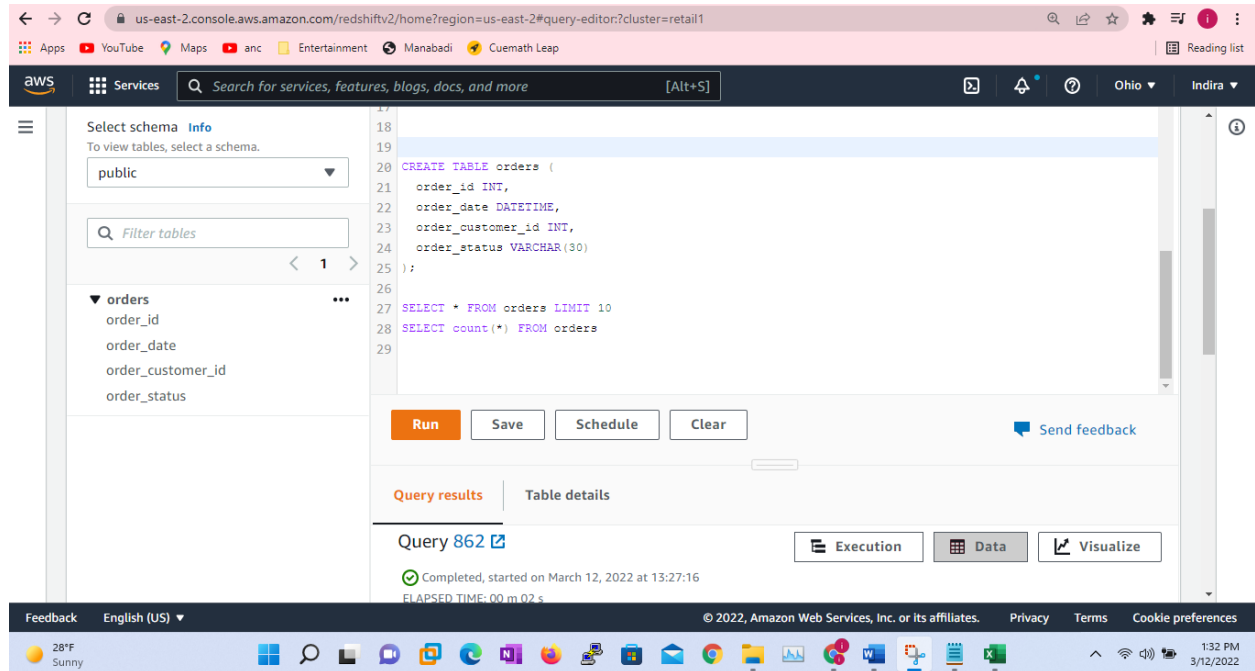 us-east-2.console.aws.amazon.com/redshiftv2/home?region=us-east-2#query-editor:?cluster=retail1
i
Apps YouTube Maps anc Entertainment Manabadi Cuemath Leap Reading list
aws Services Search for services, features, blogs, docs, and more [Alt+S] Ohio ▼ Indira ▼
Select schema Info
To view tables, select a schema.
public
Filter tables
< 1 >
orders
order_id
order_date
order_customer_id
order_status
17
18
19
20 CREATE TABLE orders (
21 order_id INT,
22 order_date DATETIME,
23 order_customer_id INT,
24 order_status VARCHAR(30)
25 );
26
27 SELECT * FROM orders LIMIT 10
28 SELECT count(*) FROM orders
29
Run Save Schedule Clear Send feedback
Query results Table details
Query 862 Execution Data Visualize
Completed, started on March 12, 2022 at 13:27:16
ELAPSED TIME: 00 m 02 s
Feedback English (US) ▼ © 2022, Amazon Web Services, Inc. or its affiliates. Privacy Terms Cookie preferences
28°F
Sunny
1:32 PM
3/12/2022